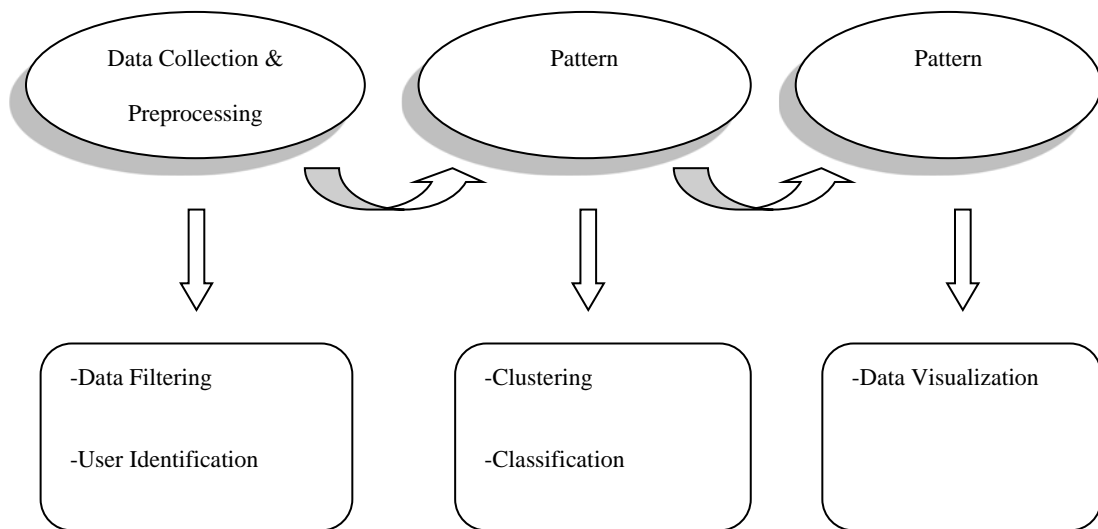 Data Collection &
Preprocessing
Pattern
Pattern
-Data Filtering
-User Identification
-Clustering
-Classification
-Data Visualization